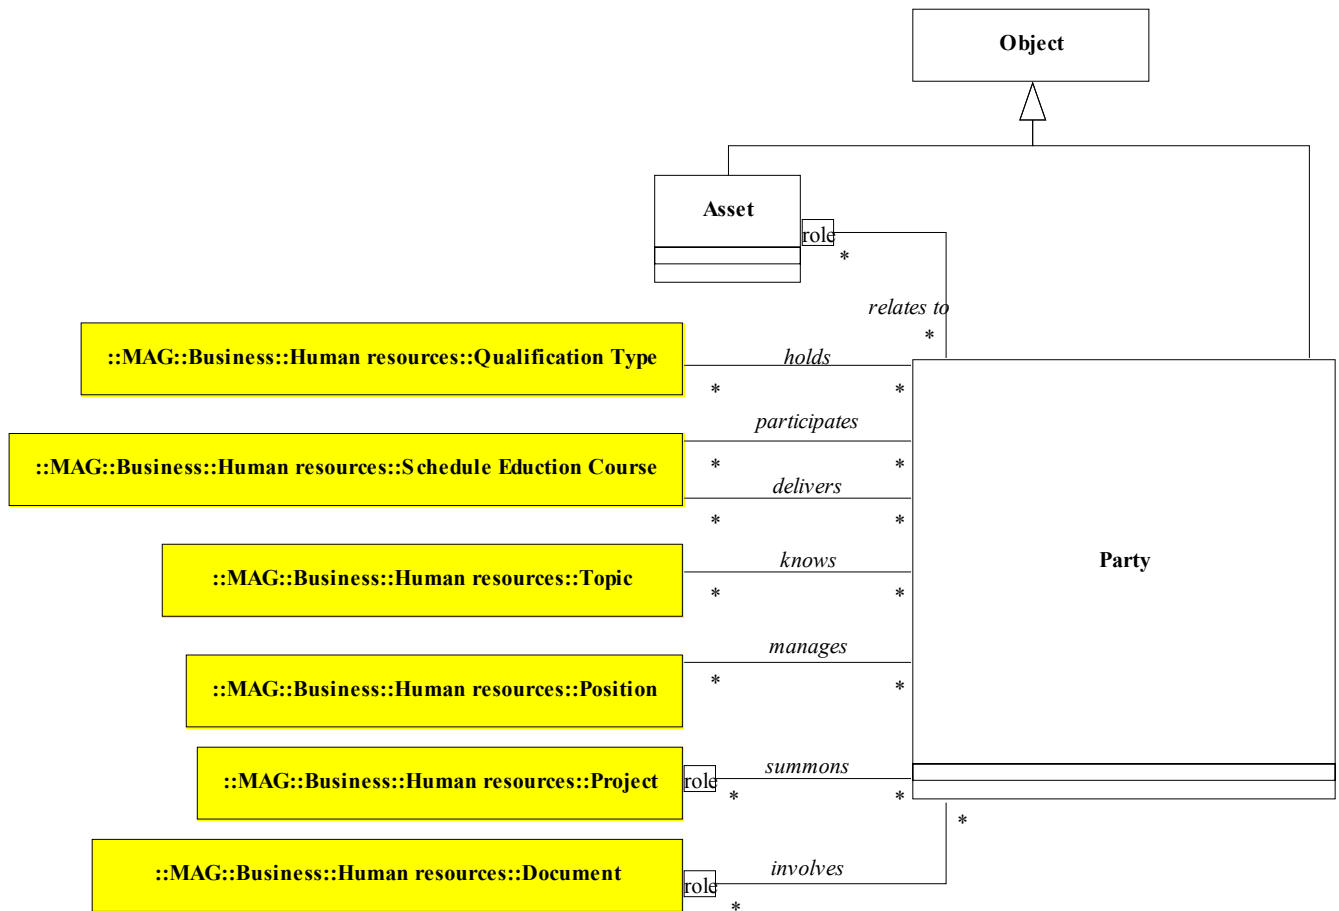 Object
Asset
role
*
relates to
*
::MAG::Business::Human resources::Qualification Type
holds
*
*
participates
::MAG::Business::Human resources::Schedule Eduction Course
*
*
delivers
*
*
::MAG::Business::Human resources::Topic
knows
*
*
Party
manages
::MAG::Business::Human resources::Position
*
*
::MAG::Business::Human resources::Project
role
summons
*
*
*
::MAG::Business::Human resources::Document
role
involves
*